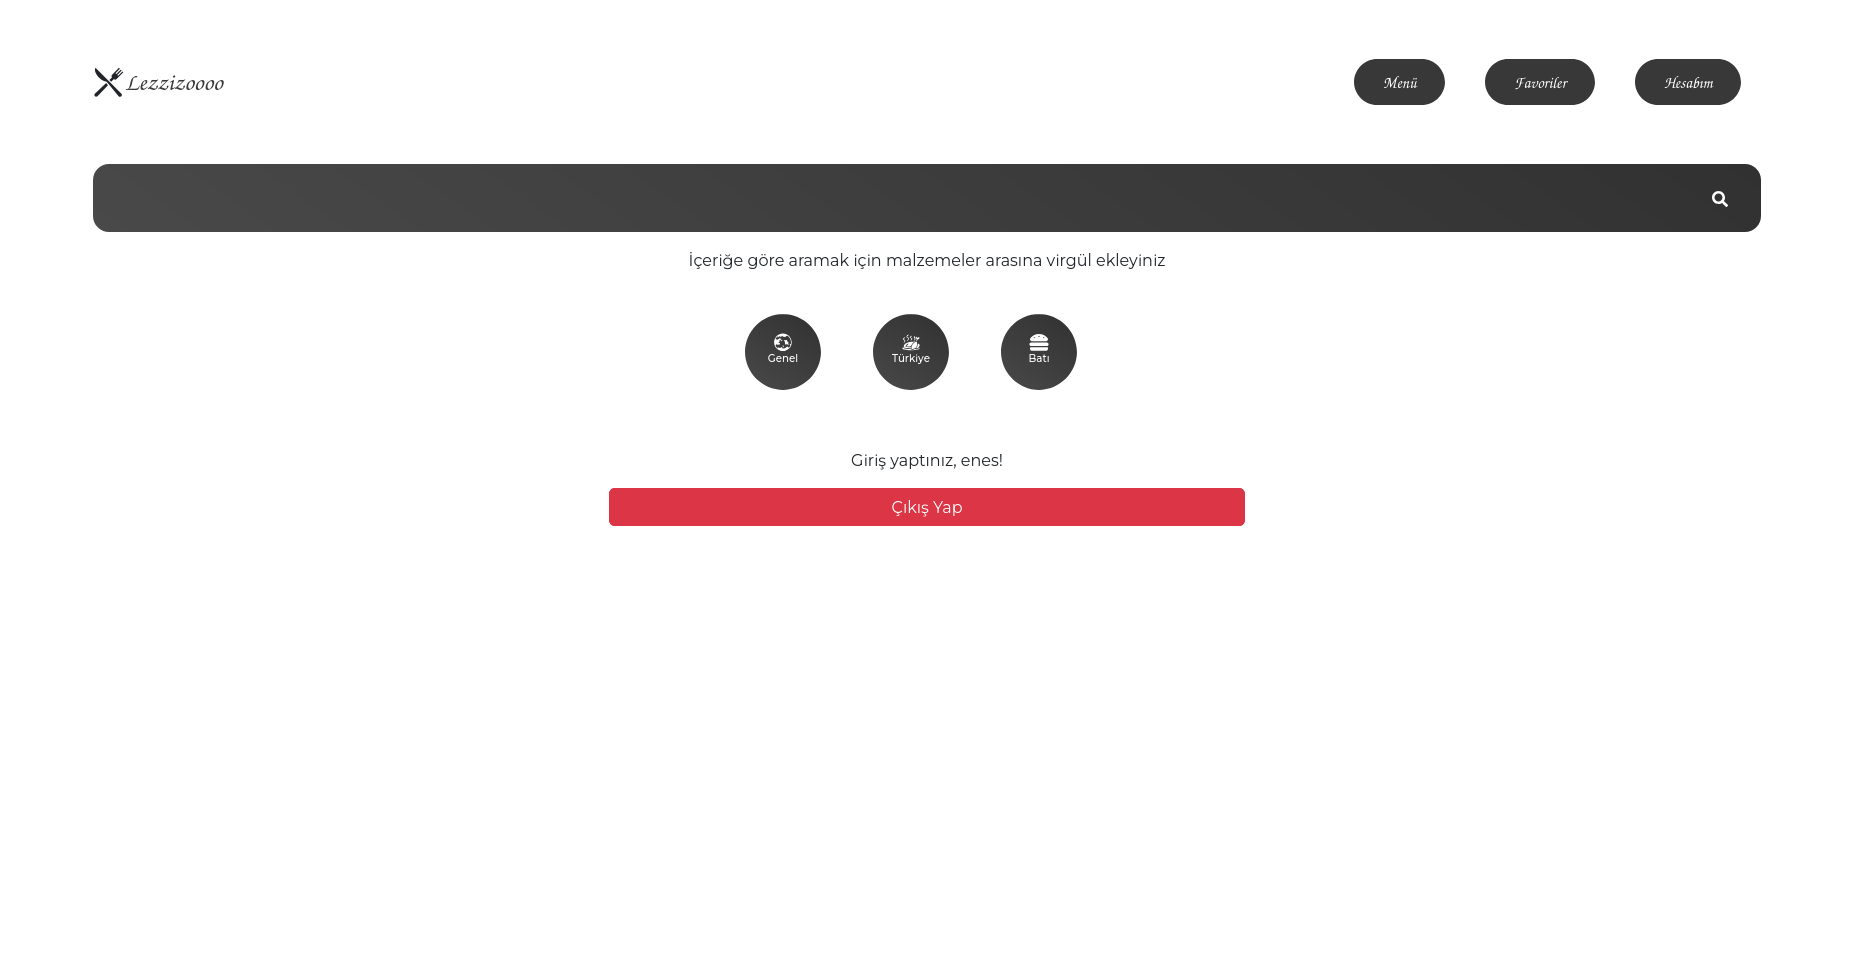 Lezzizoooo
Menü
Favoriler
Hesabım
İçeriğe göre aramak için malzemeler arasına virgül ekleyiniz
Genel
Türkiye
Batı
Giriş yaptınız, enes!
Çıkış Yap